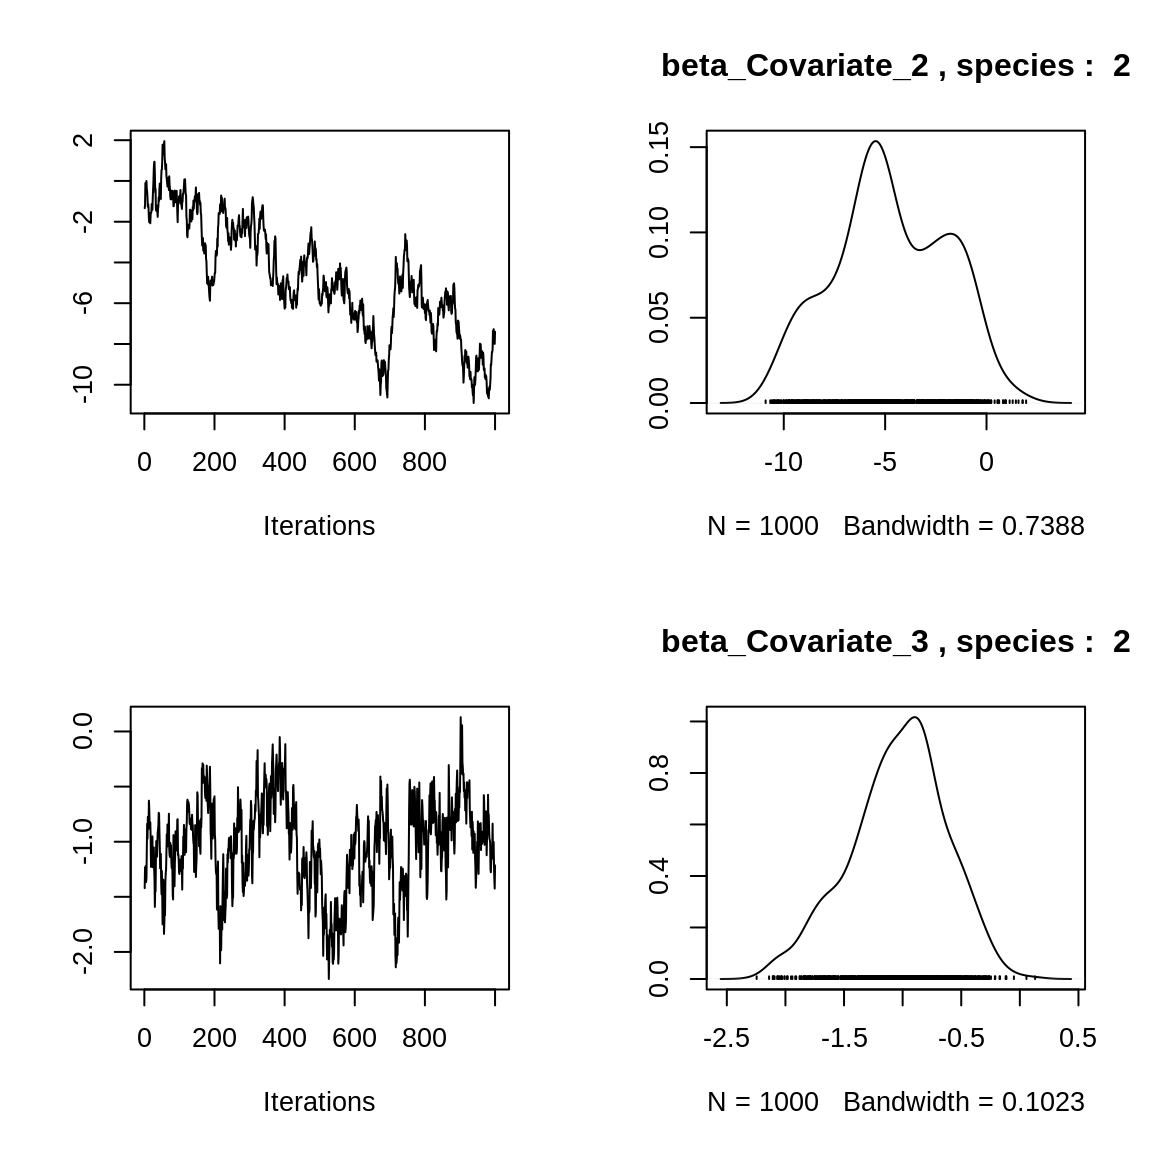 beta_Covariate_2 , species :  2
2
-2
-6
-10
0 200 400 600 800
Iterations
0.15
0.10
0.05
0.00
-10 -5 0
N = 1000   Bandwidth = 0.7388
beta_Covariate_3 , species :  2
0.0
-1.0
-2.0
0 200 400 600 800
Iterations
0.8
0.4
0.0
-2.5 -1.5 -0.5 0.5
N = 1000   Bandwidth = 0.1023